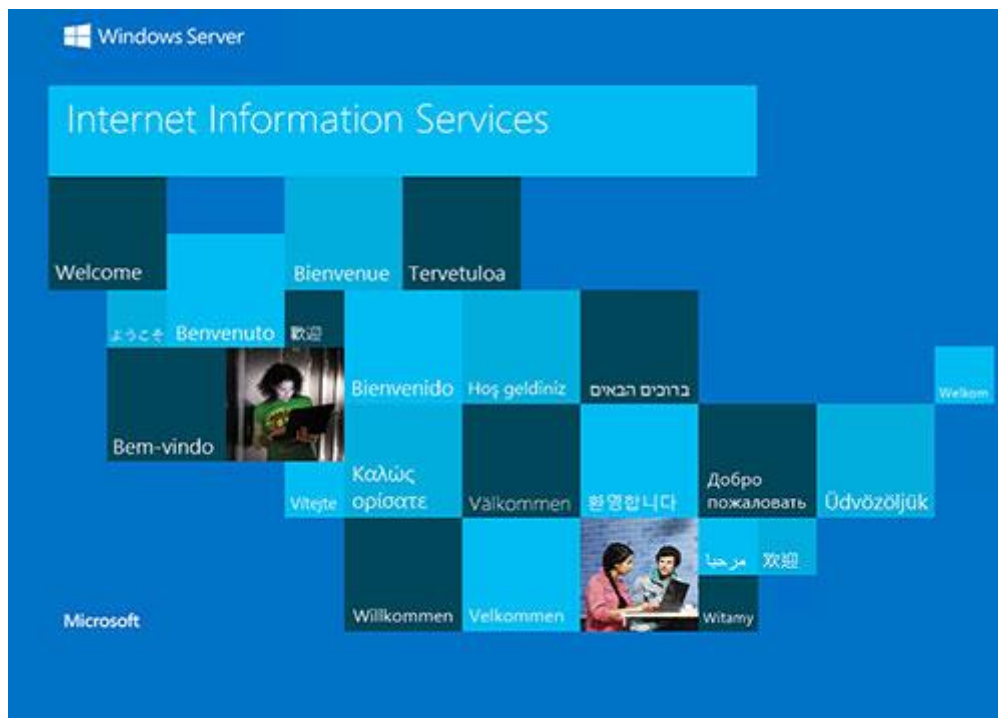 Windows Server
Internet Information Services
Welcome
Bienvenue
Tervetuloa
ようこそ
Benvenuto
歡迎
Bienvenido
Hoş geldiniz
ברוכים הבאים
Welkom
Bem-vindo
Vítejte
Καλώς
ορίσατε
Välkommen
환영합니다
Добро
пожаловать
Üdvözöljük
مرحبا
欢迎
Willkommen
Velkommen
Witamy
Microsoft